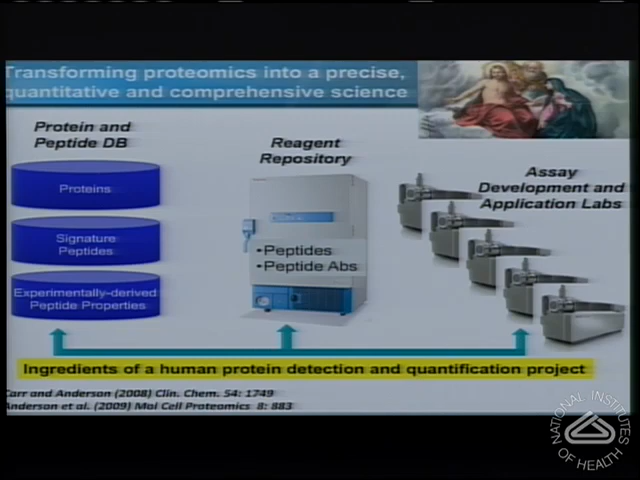 Transforming proteomics into a precise,
quantitative and comprehensive science
Protein and
Peptide DB
Proteins
Signature
Peptides
Experimentally-derived
Peptide Properties
Reagent
Repository
•Peptides
•Peptide Abs
Assay
Development and
Application Labs
Ingredients of a human protein detection and quantification project
Carr and Anderson (2008) Clin. Chem. 54: 1749
Anderson et al. (2009) Mol Cell Proteomics 8: 883
NATIONAL INSTITUTES
OF HEALTH